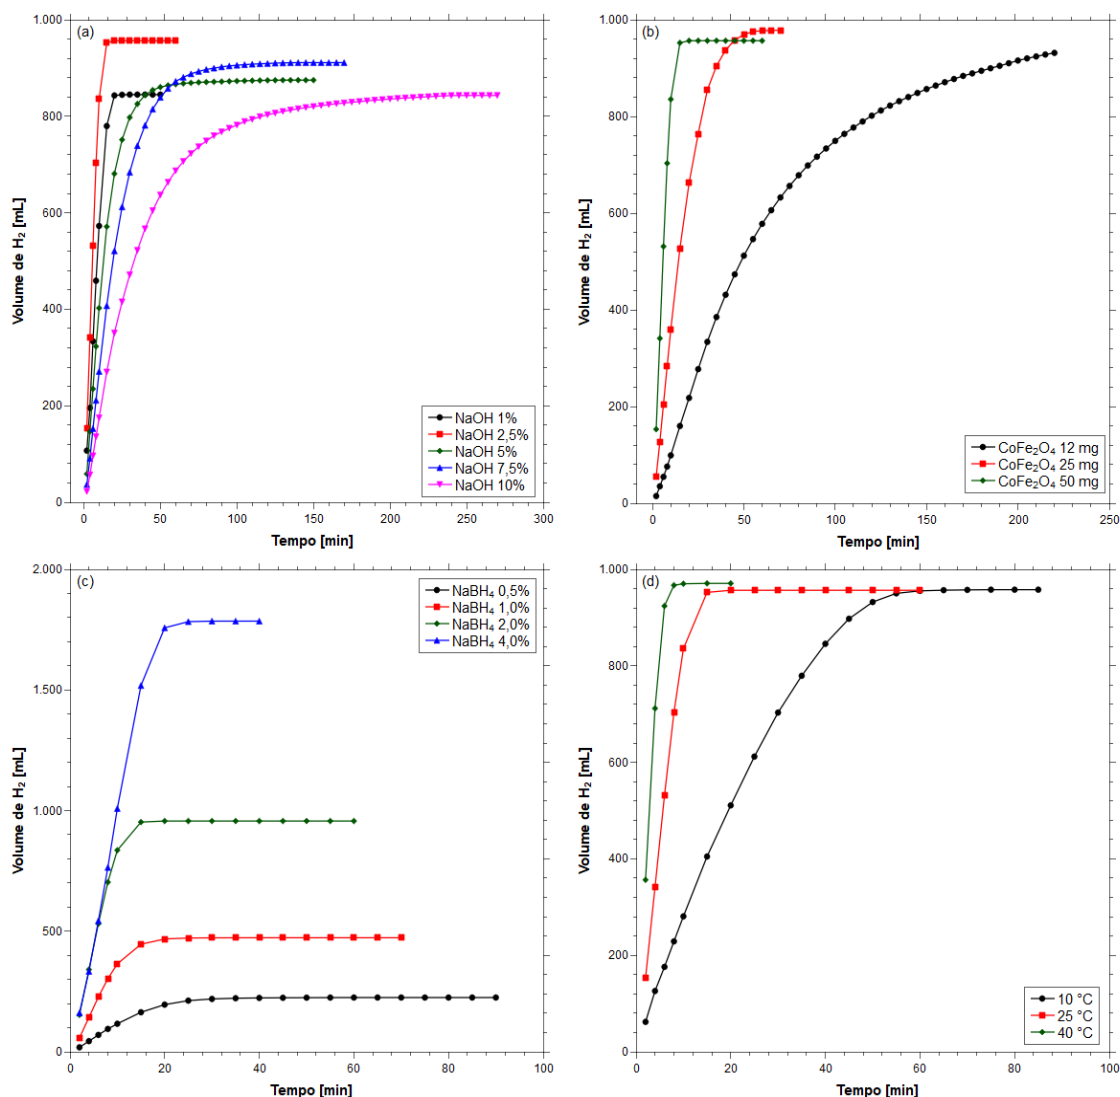 (a)
1.000
800
600
400
200
0
Volume de H₂ [mL]
0 50 100 150 200 250 300
Tempo [min]
NaOH 1%
NaOH 2,5%
NaOH 5%
NaOH 7,5%
NaOH 10%
(b)
1.000
800
600
400
200
0
Volume de H₂ [mL]
0 50 100 150 200 250
Tempo [min]
CoFe₂O₄ 12 mg
CoFe₂O₄ 25 mg
CoFe₂O₄ 50 mg
(c)
2.000
1.500
1.000
500
0
Volume de H₂ [mL]
0 20 40 60 80 100
Tempo [min]
NaBH₄ 0,5%
NaBH₄ 1,0%
NaBH₄ 2,0%
NaBH₄ 4,0%
(d)
1.000
800
600
400
200
0
Volume de H₂ [mL]
0 20 40 60 80 100
Tempo [min]
10 °C
25 °C
40 °C